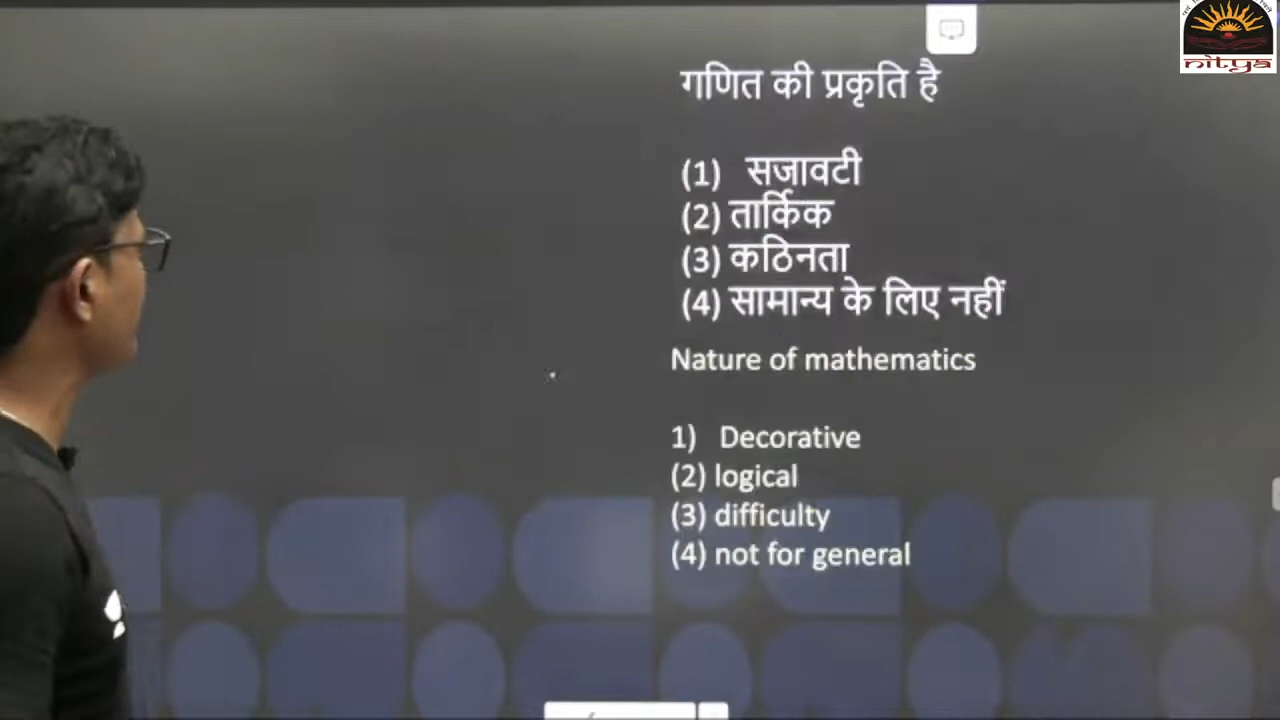 nitya
गणित की प्रकृति है
(1) सजावटी
(2) तार्किक
(3) कठिनता
(4) सामान्य के लिए नहीं
Nature of mathematics
1) Decorative
(2) logical
(3) difficulty
(4) not for general